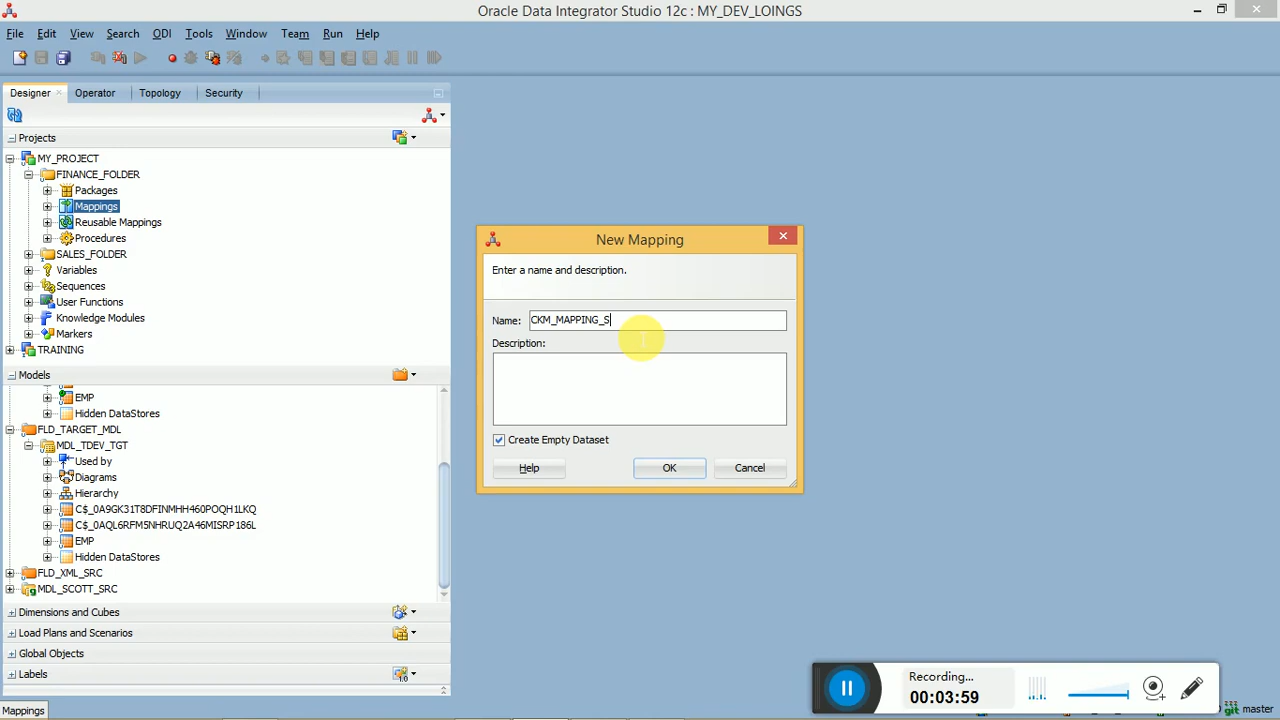 Oracle Data Integrator Studio 12c : MY_DEV_LOINGS
File Edit View Search ODI Tools Window Team Run Help
Designer Operator Topology Security
Projects
MY_PROJECT
FINANCE_FOLDER
Packages
Mappings
Reusable Mappings
Procedures
SALES_FOLDER
Variables
Sequences
User Functions
Knowledge Modules
Markers
TRAINING
Models
EMP
Hidden DataStores
FLD_TARGET_MDL
MDL_TDEV_TGT
Used by
Diagrams
Hierarchy
C$_0A9GK31T8DFINMHH460POQH1LKQ
C$_0AQL6RFM5NHRUQ2A46MISRP186L
EMP
Hidden DataStores
FLD_XML_SRC
MDL_SCOTT_SRC
Dimensions and Cubes
Load Plans and Scenarios
Global Objects
Labels
Mappings
New Mapping
Enter a name and description.
Name: CKM_MAPPING_S
Description:
Create Empty Dataset
Help OK Cancel
Recording...
00:03:59
git master